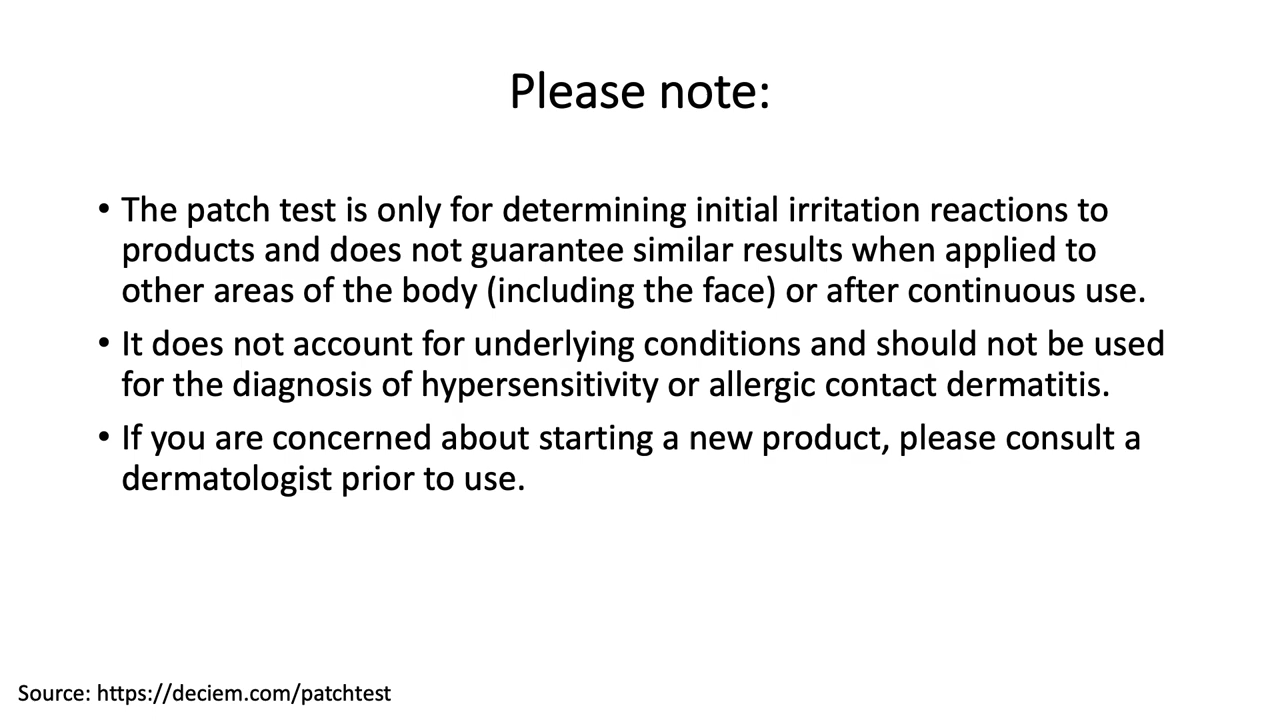 Please note:
• The patch test is only for determining initial irritation reactions to
products and does not guarantee similar results when applied to
other areas of the body (including the face) or after continuous use.
• It does not account for underlying conditions and should not be used
for the diagnosis of hypersensitivity or allergic contact dermatitis.
• If you are concerned about starting a new product, please consult a
dermatologist prior to use.
Source: https://deciem.com/patchtest